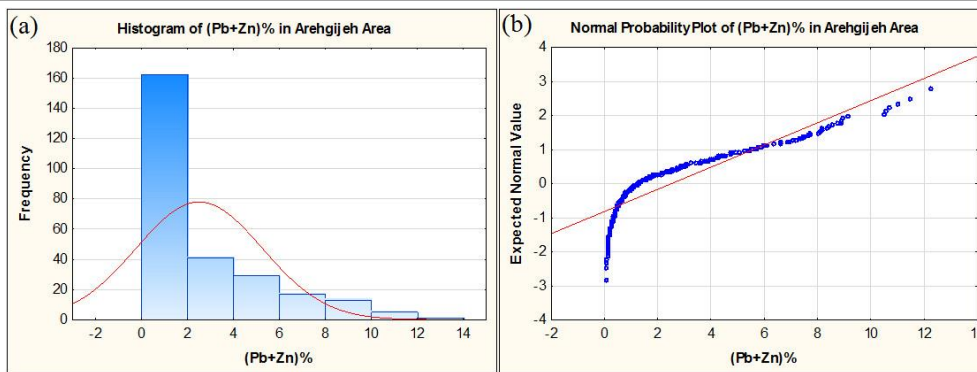 (a)
Histogram of (Pb+Zn)% in Arehgijeh Area
Frequency
180
160
140
120
100
80
60
40
20
0
-2 0 2 4 6 8 10 12 14
(Pb+Zn)%
(b)
Normal Probability Plot of (Pb+Zn)% in Arehgijeh Area
Expected Normal Value
4
3
2
1
0
-1
-2
-3
-4
-2 0 2 4 6 8 10 12 14
(Pb+Zn)%